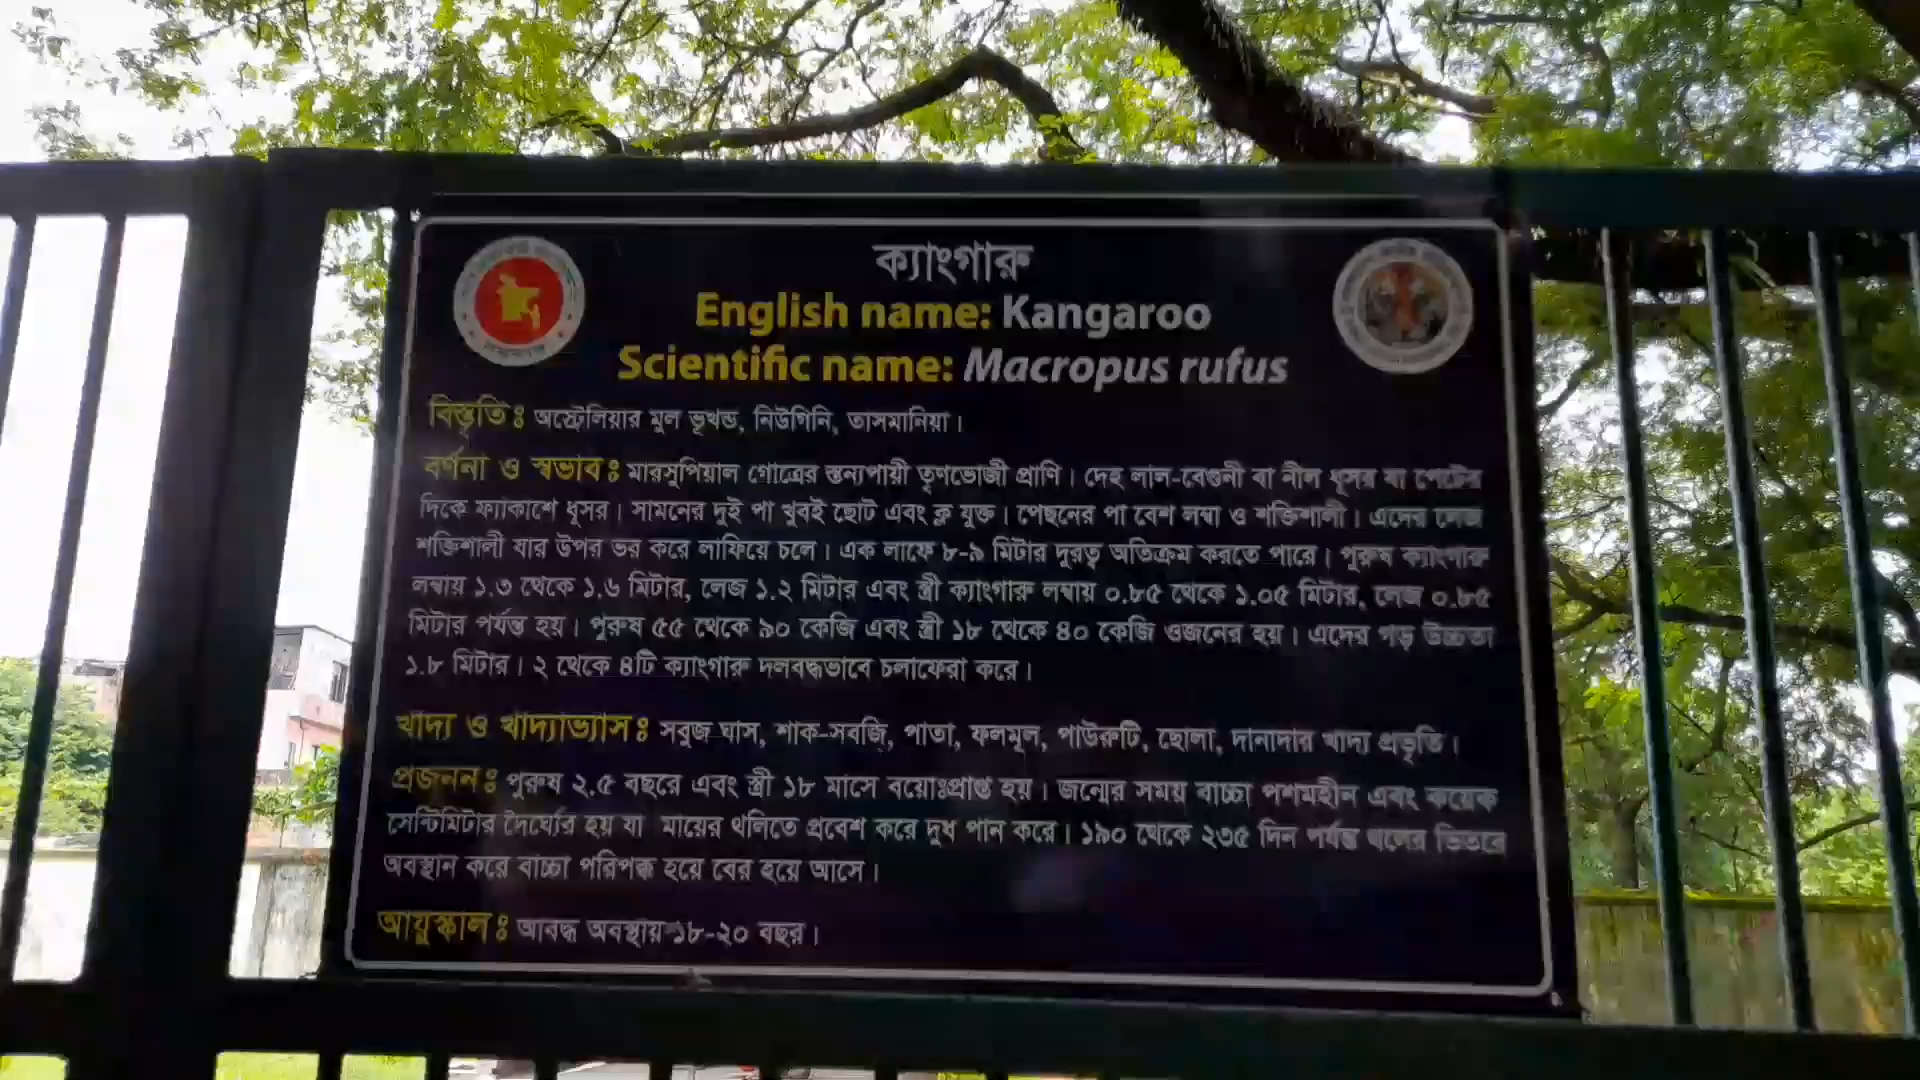 ক্যাংগারু
English name: Kangaroo
Scientific name: Macropus rufus
বিস্তৃতিঃ অস্ট্রেলিয়ার মুল ভূখন্ড, নিউগিনি, তাসমানিয়া।
বর্ণনা ও স্বভাবঃ মারসুপিয়াল গোত্রের স্তন্যপায়ী তৃণভোজী প্রাণি। দেহ লাল-বেগুনী বা নীল ধূসর যা পেটের
দিকে ফ্যাকাশে ধূসর। সামনের দুই পা খুবই ছোট এবং ক্ল যুক্ত। পেছনের পা বেশ লম্বা ও শক্তিশালী। এদের লেজ
শক্তিশালী যার উপর ভর করে লাফিয়ে চলে। এক লাফে ৮-৯ মিটার দুরত্ব অতিক্রম করতে পারে। পুরুষ ক্যাংগারু
লম্বায় ১.৩ থেকে ১.৬ মিটার, লেজ ১.২ মিটার এবং স্ত্রী ক্যাংগারু লম্বায় ০.৮৫ থেকে ১.০৫ মিটার, লেজ ০.৮৫
মিটার পর্যন্ত হয়। পুরুষ ৫৫ থেকে ৯০ কেজি এবং স্ত্রী ১৮ থেকে ৪০ কেজি ওজনের হয়। এদের গড় উচ্চতা
১.৮ মিটার। ২ থেকে ৪টি ক্যাংগারু দলবদ্ধভাবে চলাফেরা করে।
খাদ্য ও খাদ্যাভ্যাসঃ সবুজ ঘাস, শাক-সবজি, পাতা, ফলমূল, পাউরুটি, ছোলা, দানাদার খাদ্য প্রভৃতি।
প্রজননঃ পুরুষ ২.৫ বছরে এবং স্ত্রী ১৮ মাসে বয়োঃপ্রাপ্ত হয়। জন্মের সময় বাচ্চা পশমহীন এবং কয়েক
সেন্টিমিটার দৈর্ঘ্যের হয় যা মায়ের থলিতে প্রবেশ করে দুধ পান করে। ১৯০ থেকে ২৩৫ দিন পর্যন্ত থলের ভিতরে
অবস্থান করে বাচ্চা পরিপক্ক হয়ে বের হয়ে আসে।
আয়ুস্কালঃ আবদ্ধ অবস্থায় ১৮-২০ বছর।